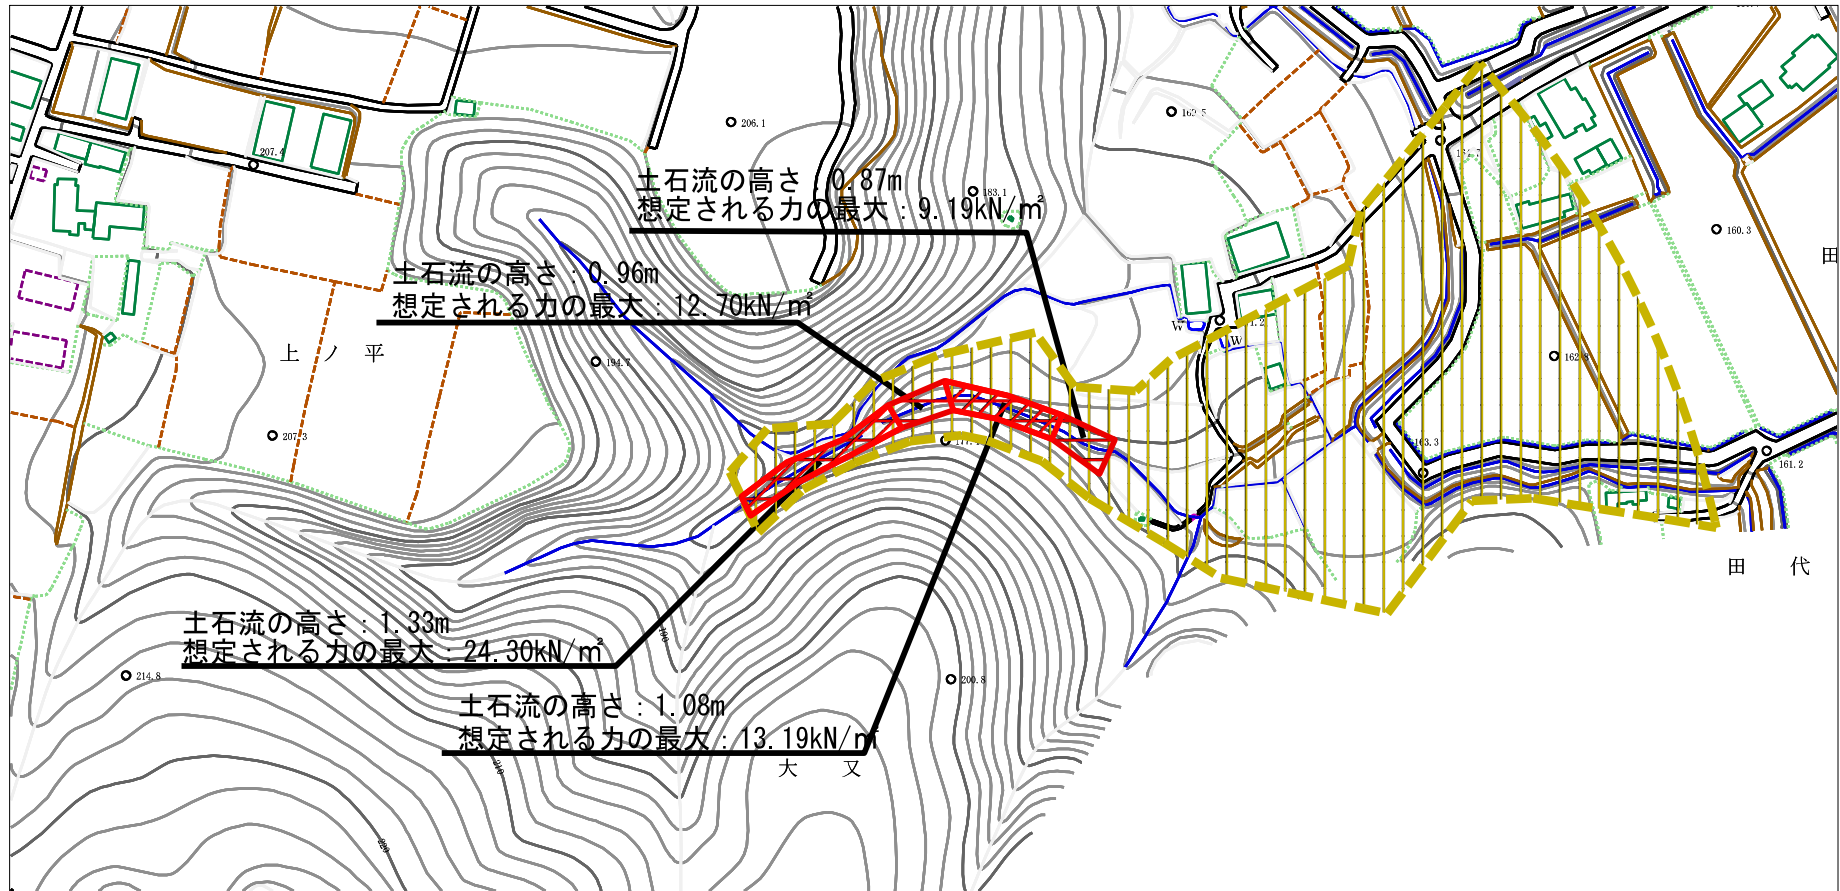 206.1
162.5
207.4
土石流の高さ：0.87m
想定される力の最大：9.19kN/㎡
183.1
160.3
田
土石流の高さ：0.96m
想定される力の最大：12.70kN/㎡
W
W
上ノ平
194.7
162.8
207.3
163.3
161.2
田代
土石流の高さ：1.33m
想定される力の最大：24.30kN/㎡
190
214.8
200.8
土石流の高さ：1.08m
想定される力の最大：13.19kN/㎡
大又
210
220